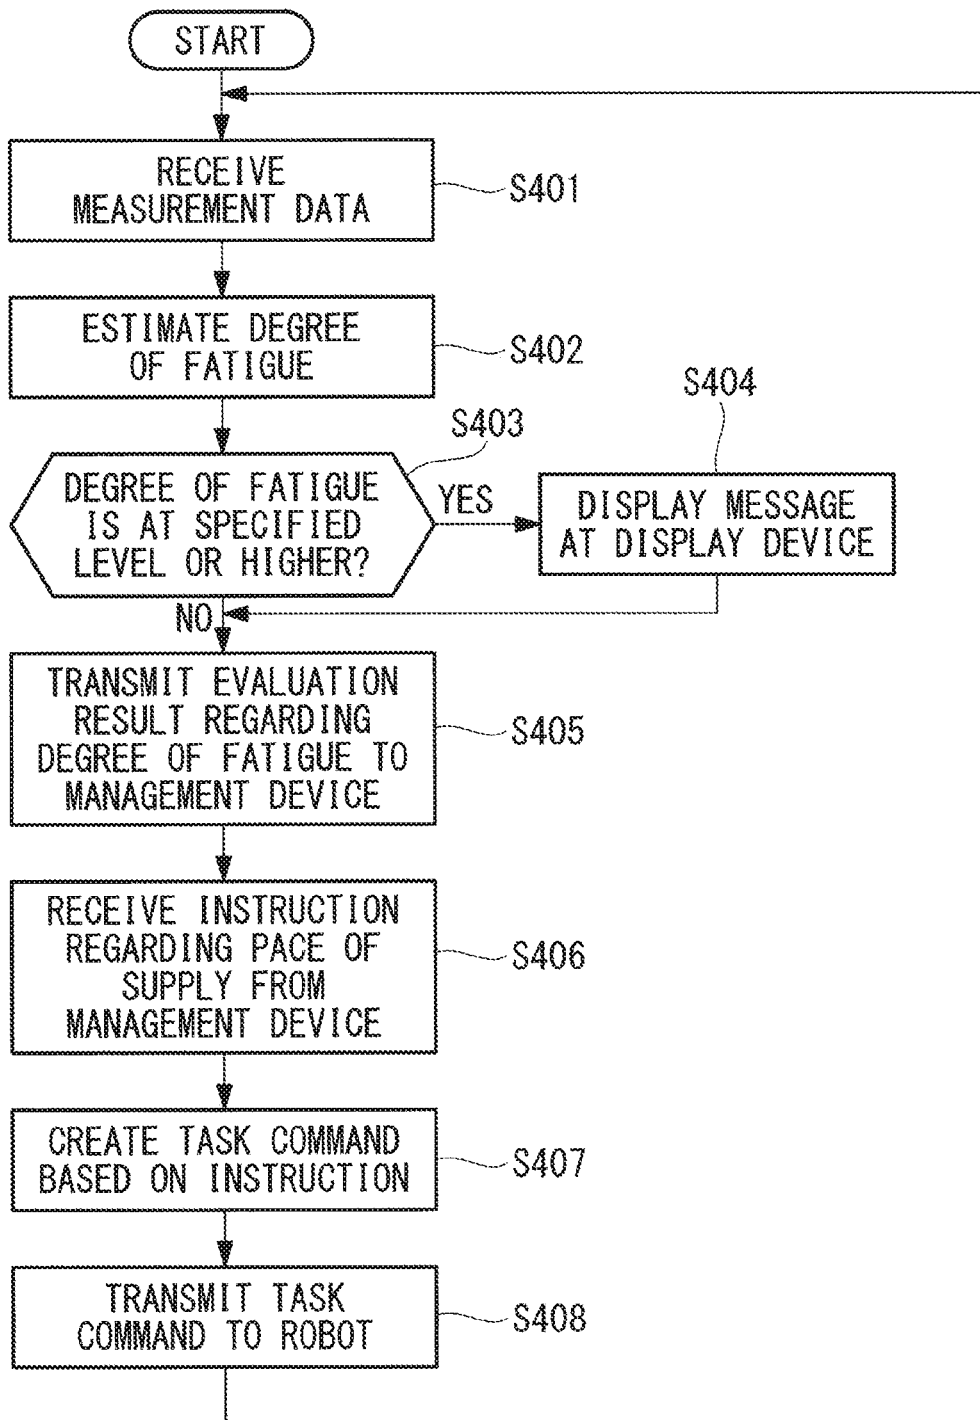 START
RECEIVE
MEASUREMENT DATA
S401
ESTIMATE DEGREE
OF FATIGUE
S402
S403
DEGREE OF FATIGUE
IS AT SPECIFIED
LEVEL OR HIGHER?
YES
S404
DISPLAY MESSAGE
AT DISPLAY DEVICE
NO
TRANSMIT EVALUATION
RESULT REGARDING
DEGREE OF FATIGUE TO
MANAGEMENT DEVICE
S405
RECEIVE INSTRUCTION
REGARDING PACE OF
SUPPLY FROM
MANAGEMENT DEVICE
S406
CREATE TASK COMMAND
BASED ON INSTRUCTION
S407
TRANSMIT TASK
COMMAND TO ROBOT
S408